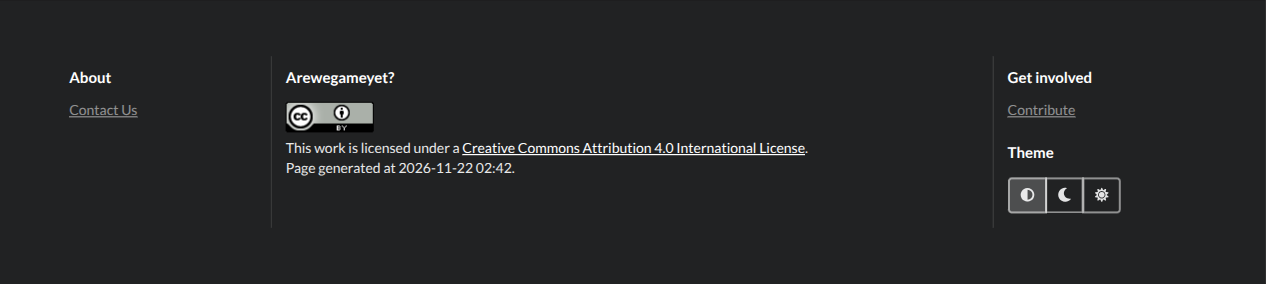 About
Contact Us
Arewegameyet?
cc
BY
This work is licensed under a Creative Commons Attribution 4.0 International License.
Page generated at 2026-11-22 02:42.
Get involved
Contribute
Theme